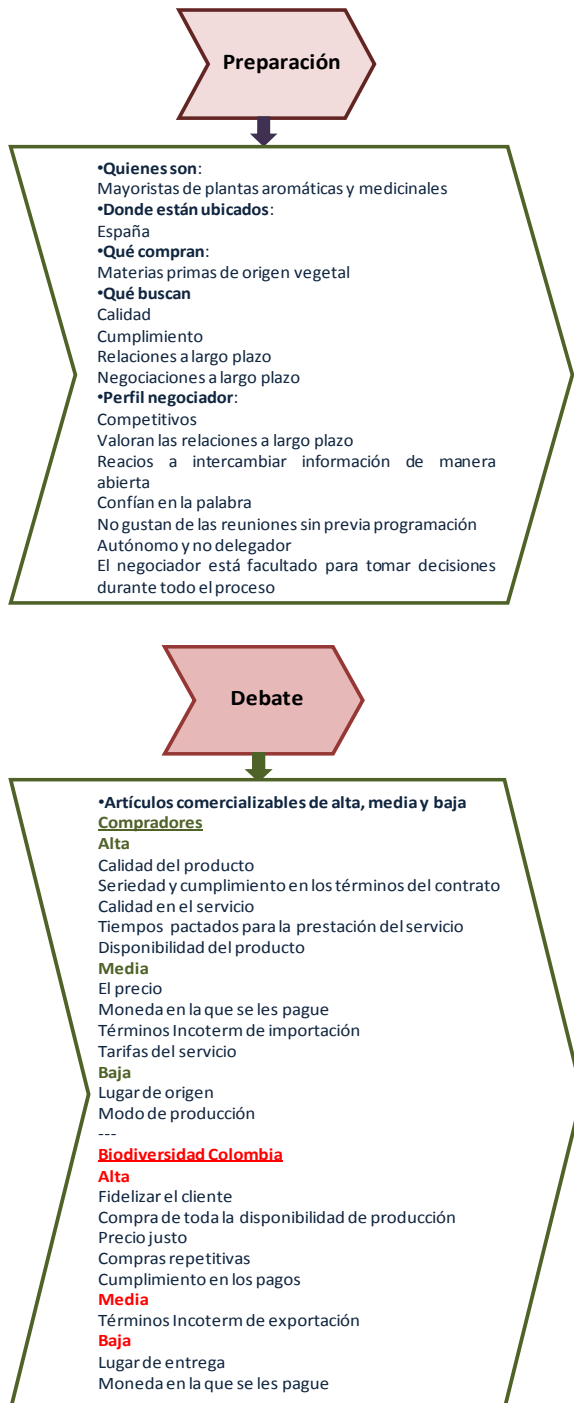 Preparación
•Quienes son:
Mayoristas de plantas aromáticas y medicinales
•Donde están ubicados:
España
•Qué compran:
Materias primas de origen vegetal
•Qué buscan
Calidad
Cumplimiento
Relaciones a largo plazo
Negociaciones a largo plazo
•Perfil negociador:
Competitivos
Valoran las relaciones a largo plazo
Reacios a intercambiar información de manera
abierta
Confían en la palabra
No gustan de las reuniones sin previa programación
Autónomo y no delegador
El negociador está facultado para tomar decisiones
durante todo el proceso
Debate
•Artículos comercializables de alta, media y baja
Compradores
Alta
Calidad del producto
Seriedad y cumplimiento en los términos del contrato
Calidad en el servicio
Tiempos pactados para la prestación del servicio
Disponibilidad del producto
Media
El precio
Moneda en la que se les pague
Términos Incoterm de importación
Tarifas del servicio
Baja
Lugar de origen
Modo de producción
---
Biodiversidad Colombia
Alta
Fidelizar el cliente
Compra de toda la disponibilidad de producción
Precio justo
Compras repetitivas
Cumplimiento en los pagos
Media
Términos Incoterm de exportación
Baja
Lugar de entrega
Moneda en la que se les pague